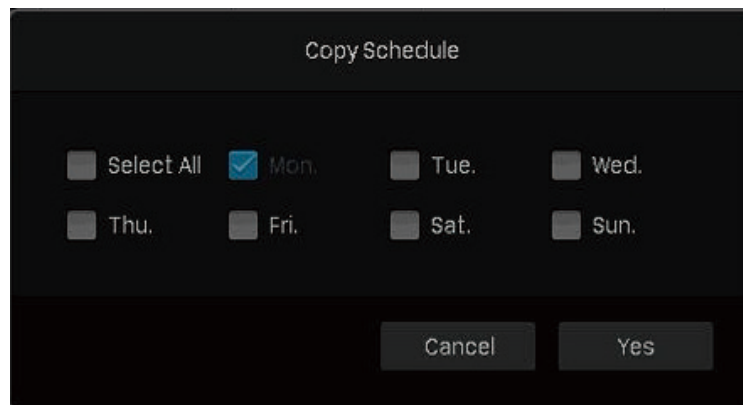 Copy Schedule
Select All Mon. Tue. Wed.
Thu. Fri. Sat. Sun.
Cancel Yes